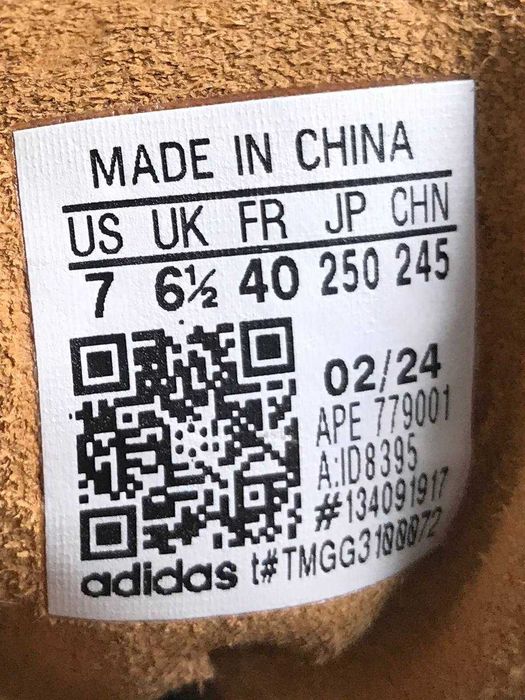 MADE IN CHINA
US UK FR JP CHN
7 6½ 40 250 245
02/24
APE 779001
A:ID8395
#134091917
adidas t#TMGG3100072